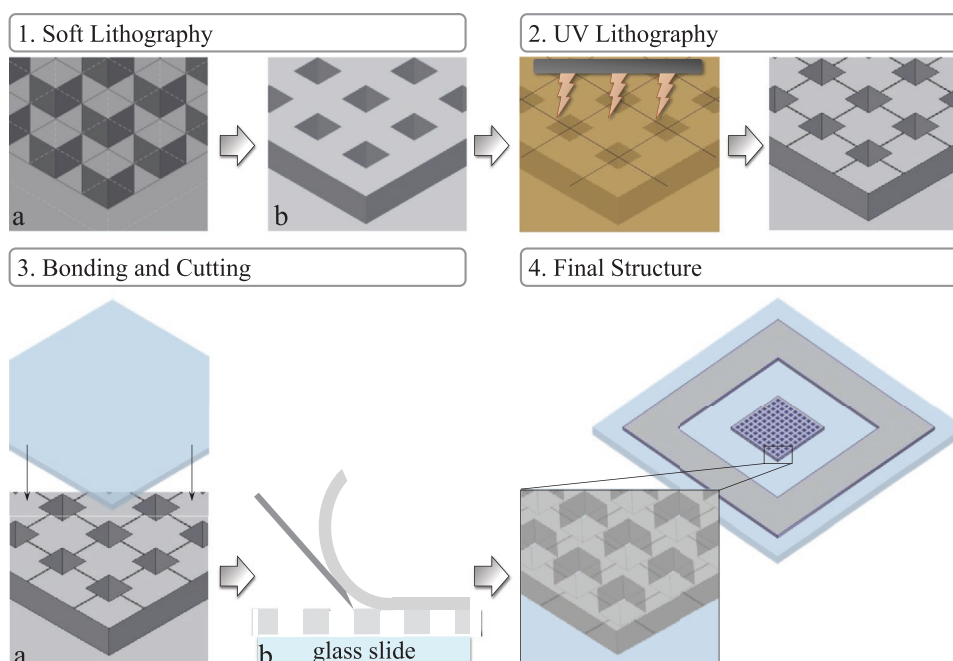 1. Soft Lithography
2. UV Lithography
a
b
3. Bonding and Cutting
4. Final Structure
a
b
glass slide